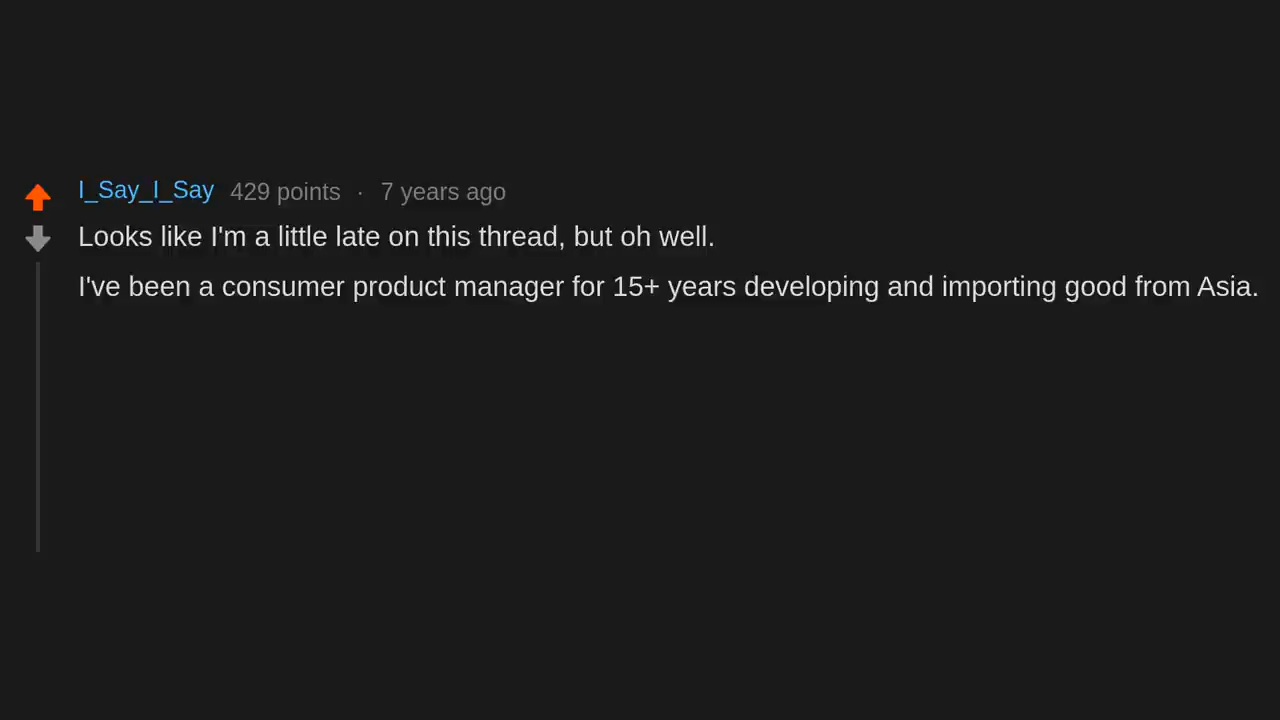 I_Say_I_Say 429 points · 7 years ago
Looks like I'm a little late on this thread, but oh well.
I've been a consumer product manager for 15+ years developing and importing good from Asia.